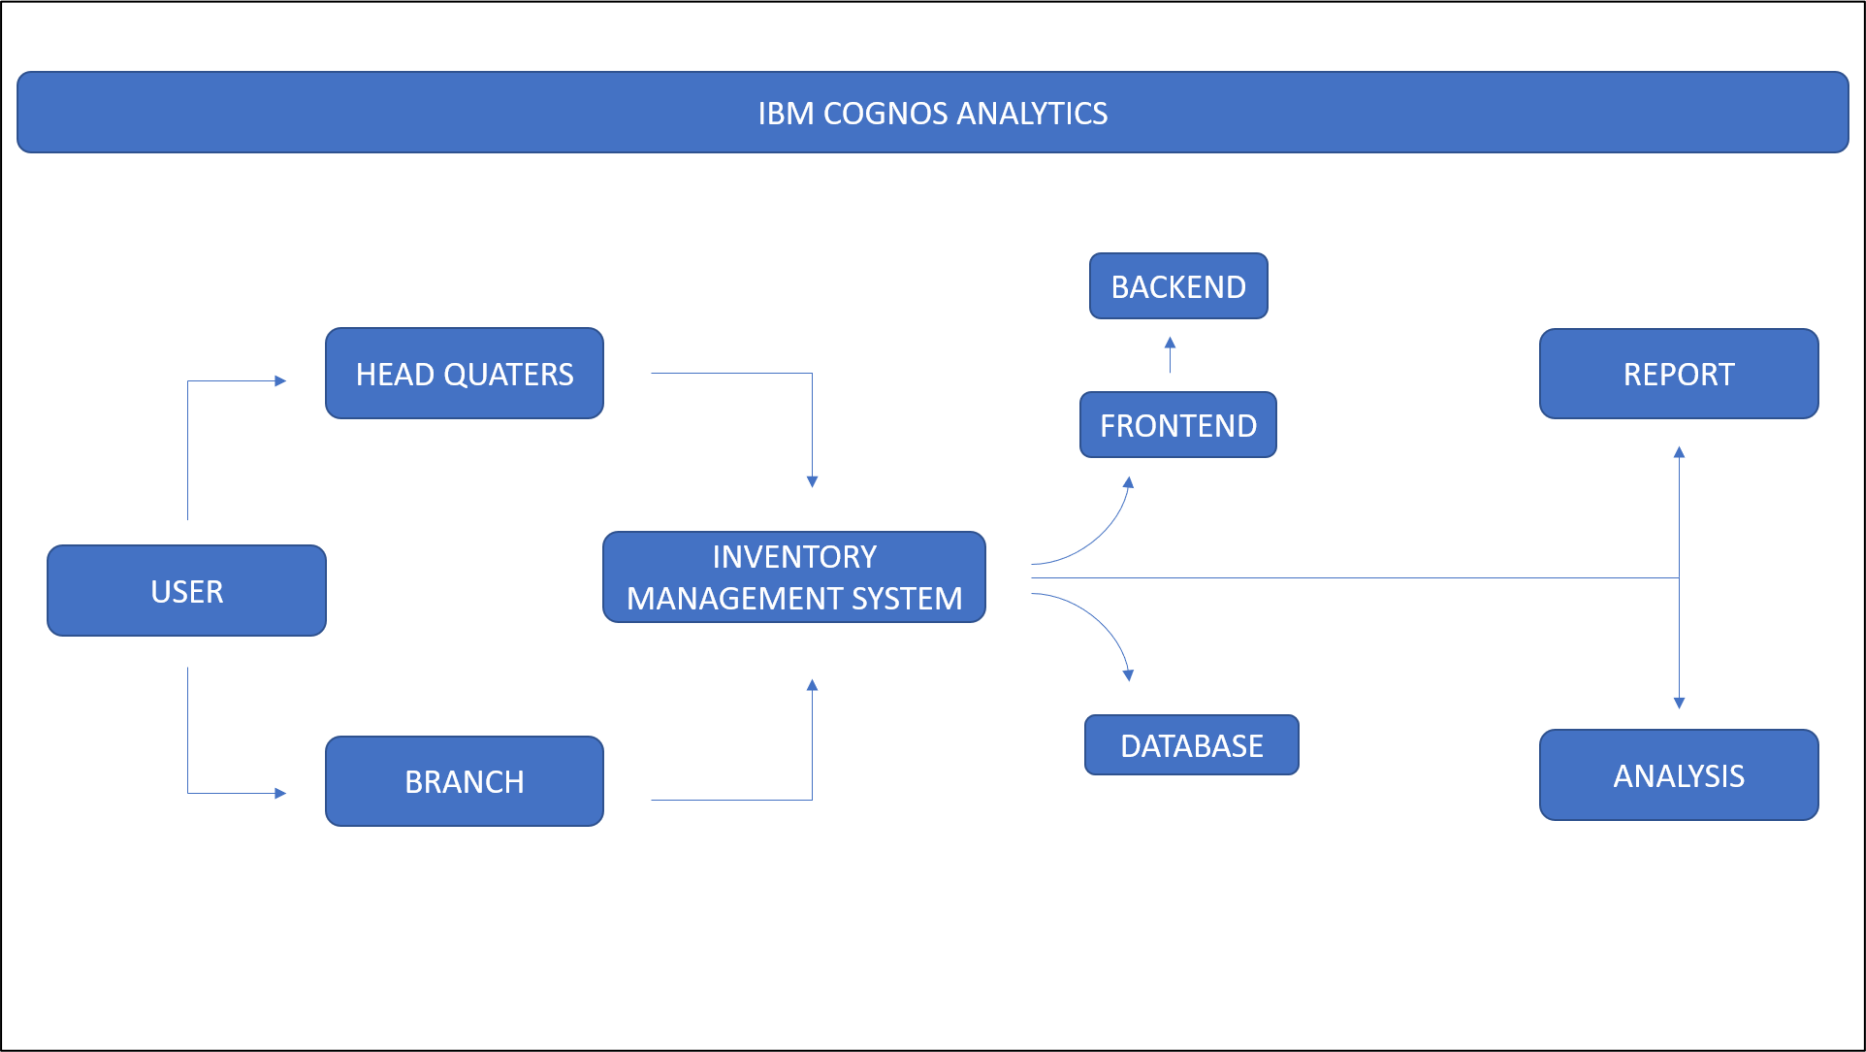 IBM COGNOS ANALYTICS
BACKEND
HEAD QUATERS
REPORT
FRONTEND
USER
INVENTORY
MANAGEMENT SYSTEM
BRANCH
DATABASE
ANALYSIS